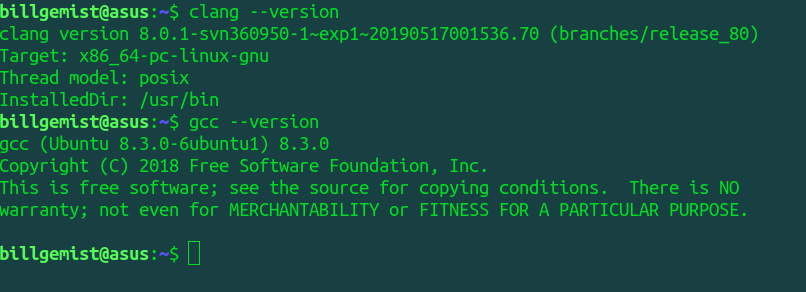 billgemist@asus:~$ clang --version
clang version 8.0.1-svn360950-1~exp1~20190517001536.70 (branches/release_80)
Target: x86_64-pc-linux-gnu
Thread model: posix
InstalledDir: /usr/bin
billgemist@asus:~$ gcc --version
gcc (Ubuntu 8.3.0-6ubuntu1) 8.3.0
Copyright (C) 2018 Free Software Foundation, Inc.
This is free software; see the source for copying conditions.  There is NO
warranty; not even for MERCHANTABILITY or FITNESS FOR A PARTICULAR PURPOSE.
billgemist@asus:~$